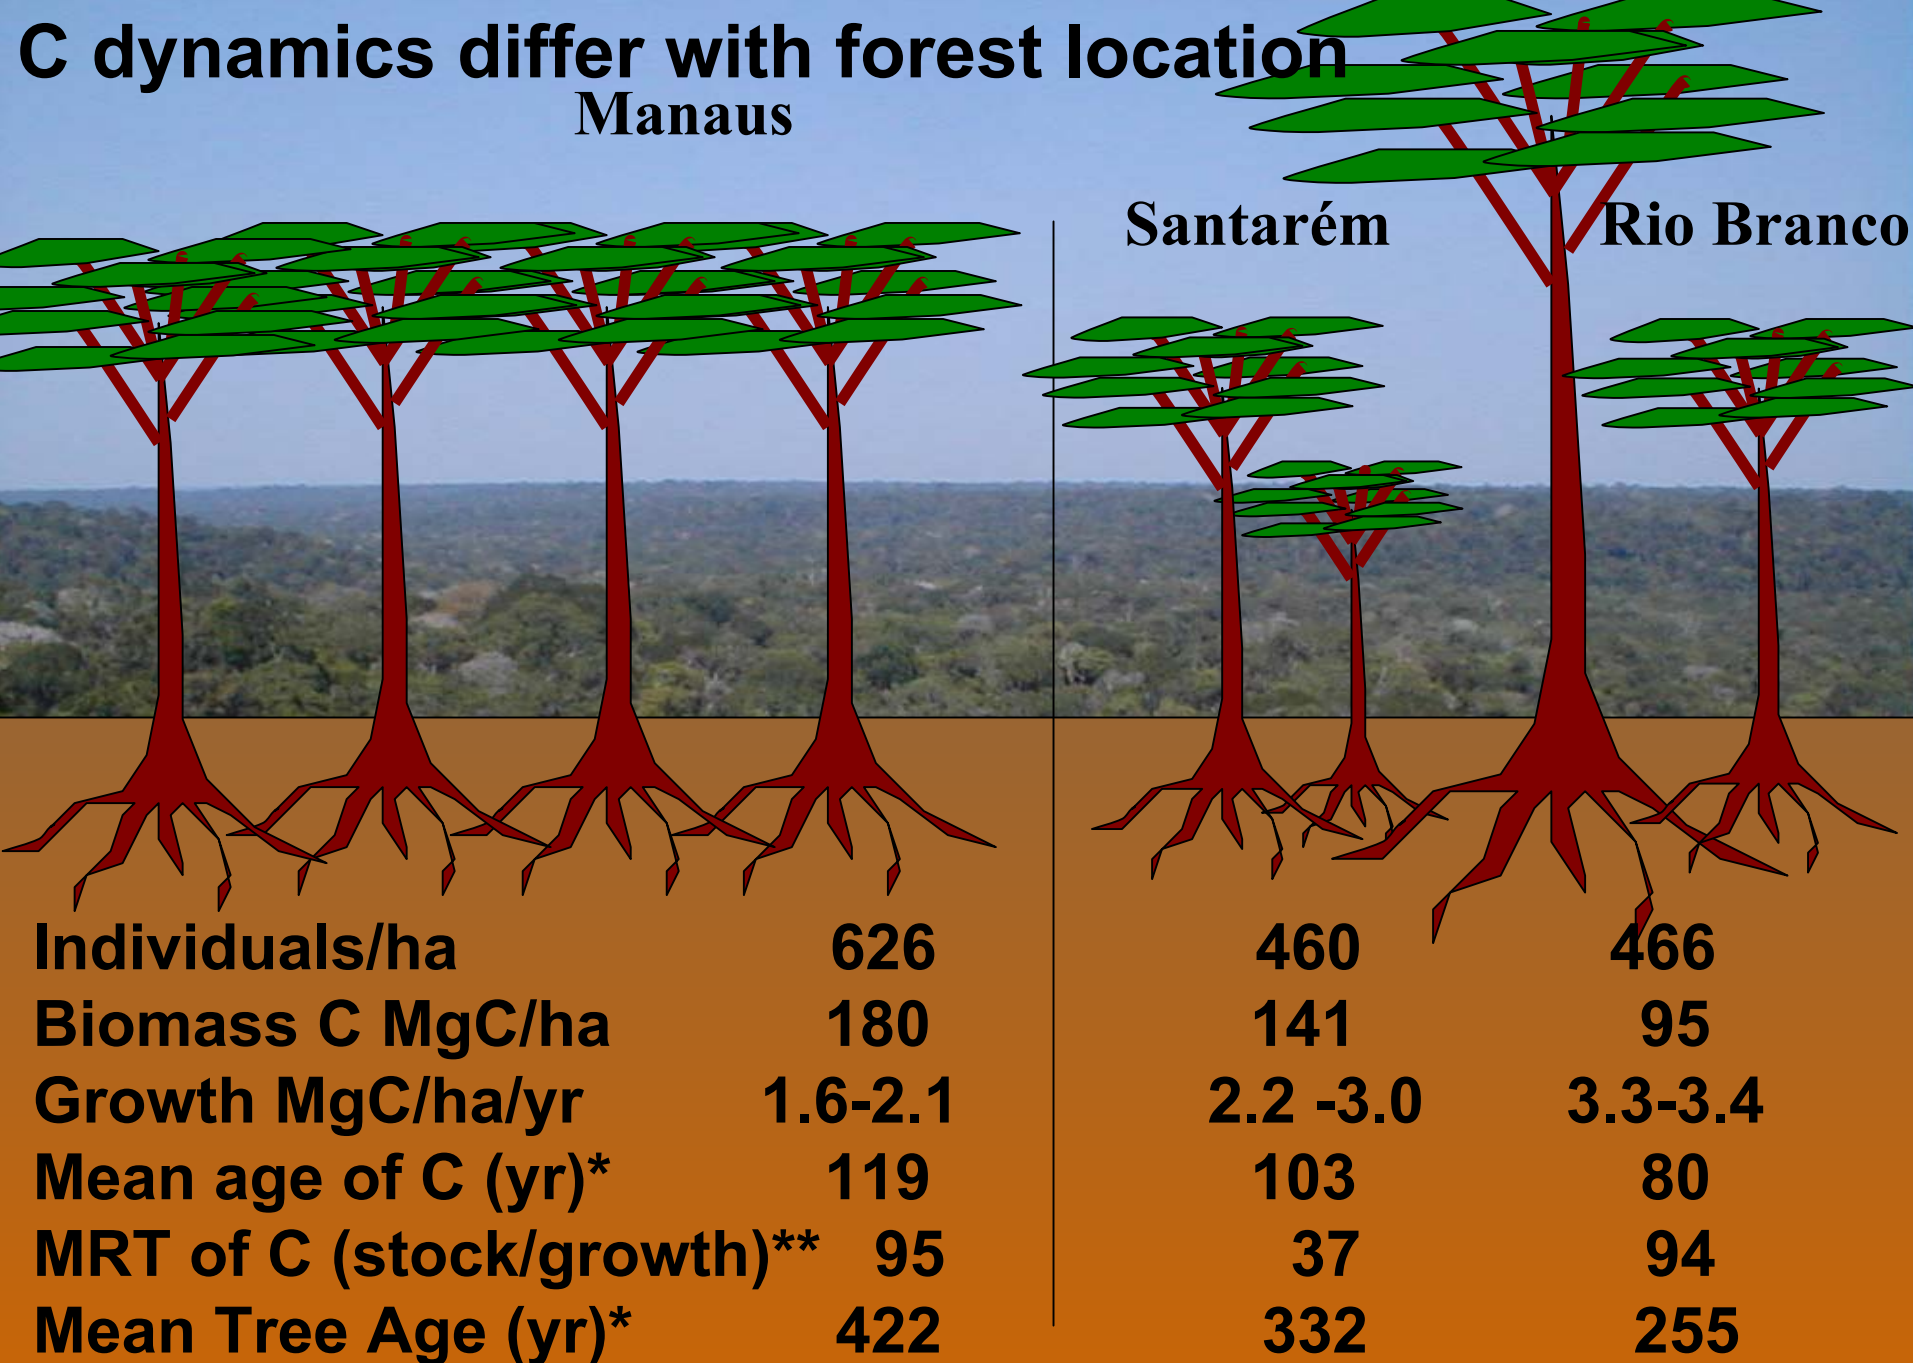 C dynamics differ with forest location
Manaus
Santarém Rio Branco
Individuals/ha 626 460 466
Biomass C MgC/ha 180 141 95
Growth MgC/ha/yr 1.6-2.1 2.2 -3.0 3.3-3.4
Mean age of C (yr)* 119 103 80
MRT of C (stock/growth)** 95 37 94
Mean Tree Age (yr)* 422 332 255